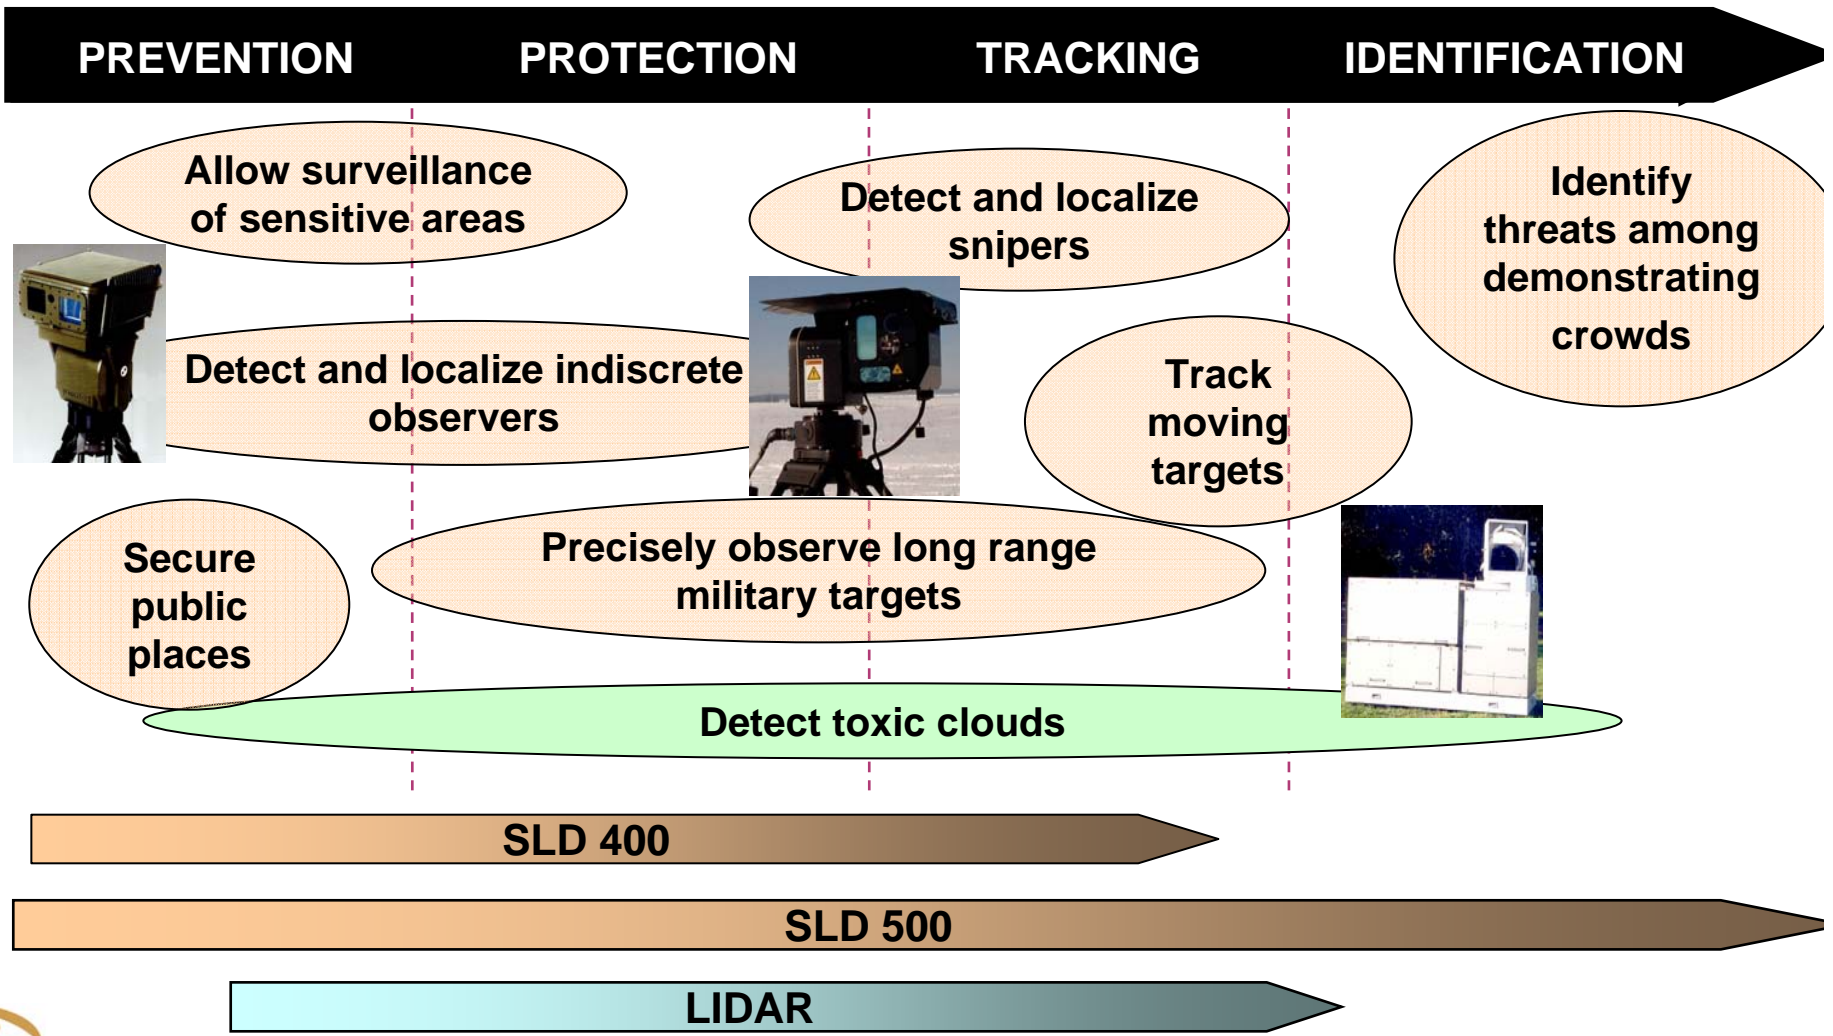 PREVENTION PROTECTION TRACKING IDENTIFICATION
Allow surveillance
of sensitive areas
Detect and localize
snipers
Identify
threats among
demonstrating
crowds
Detect and localize indiscrete
observers
Track
moving
targets
Secure
public
places
Precisely observe long range
military targets
Detect toxic clouds
SLD 400
SLD 500
LIDAR